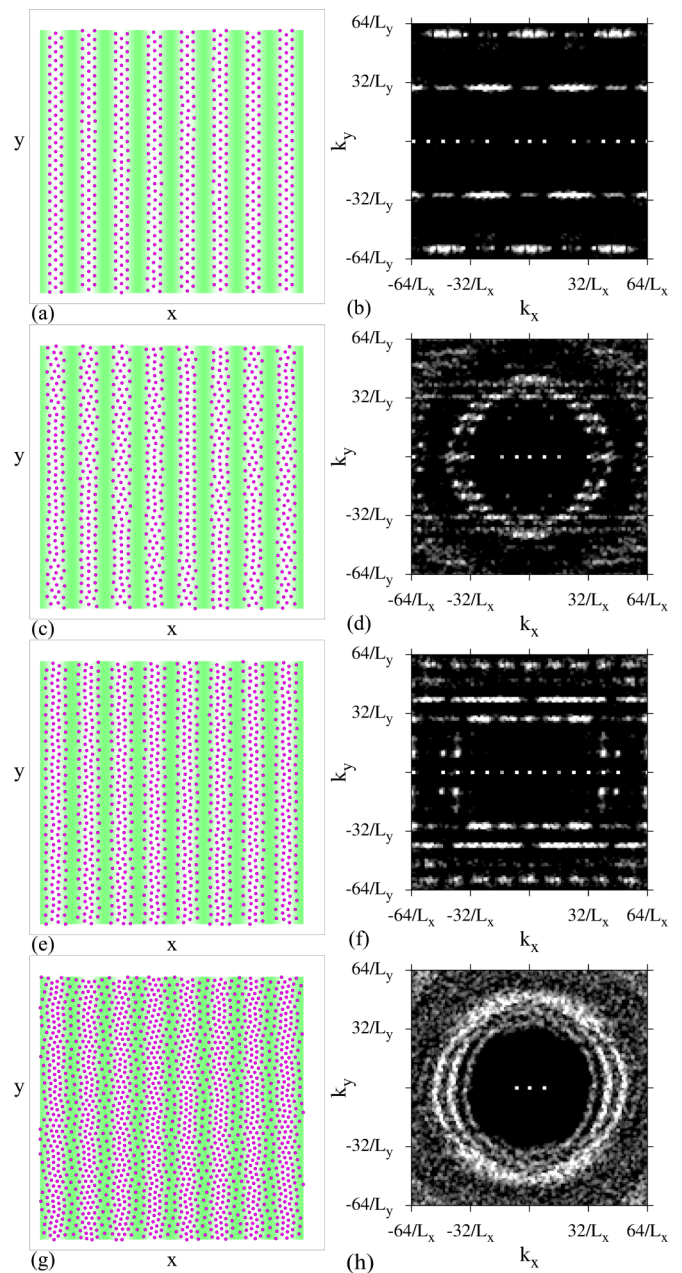 64/Ly
32/Ly
y
ky
-32/Ly
-64/Ly
-64/Lx -32/Lx 32/Lx 64/Lx
(a) x (b) kx
64/Ly
32/Ly
y
ky
-32/Ly
-64/Ly
-64/Lx -32/Lx 32/Lx 64/Lx
(c) x (d) kx
64/Ly
32/Ly
y
ky
-32/Ly
-64/Ly
-64/Lx -32/Lx 32/Lx 64/Lx
(e) x (f) kx
64/Ly
32/Ly
y
ky
-32/Ly
-64/Ly
-64/Lx -32/Lx 32/Lx 64/Lx
(g) x (h) kx